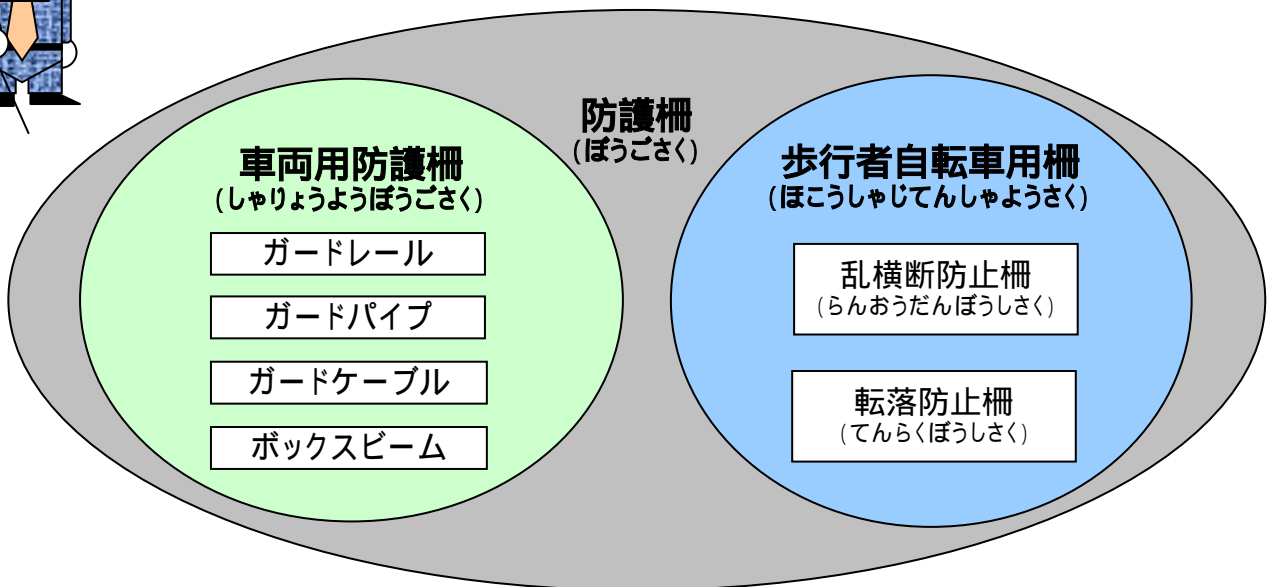 防護柵
(ぼうごさく)
車両用防護柵
(しゃりょうようぼうごさく)
ガードレール
ガードパイプ
ガードケーブル
ボックスビーム
歩行者自転車用柵
(ほこうしゃじてんしゃようさく)
乱横断防止柵
(らんおうだんぼうしさく)
転落防止柵
(てんらくぼうしさく)